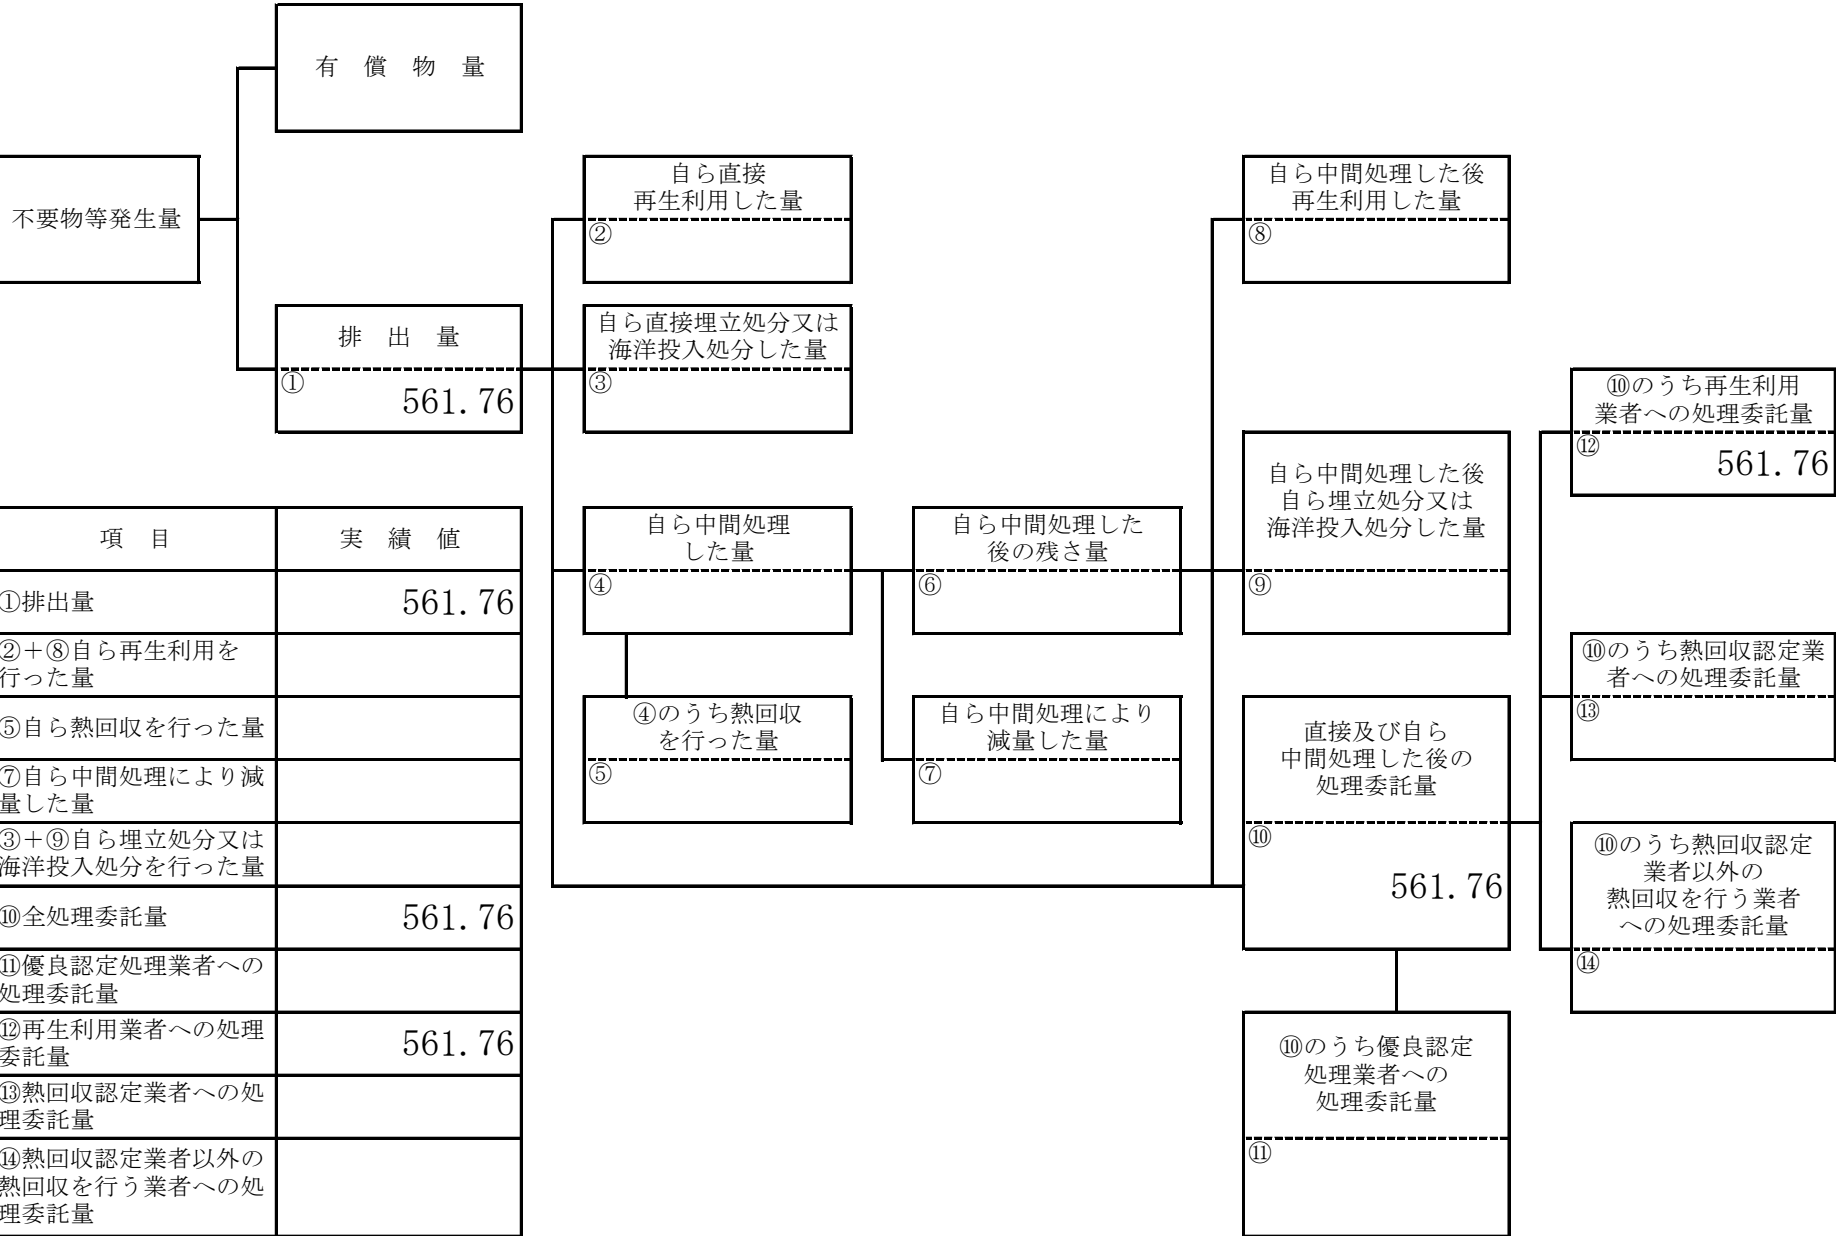 有　償　物　量
不要物等発生量
排　出　量
①
561.76
自ら直接
再生利用した量
②
自ら直接埋立処分又は
海洋投入処分した量
③
自ら中間処理
した量
④
④のうち熱回収
を行った量
⑤
自ら中間処理した
後の残さ量
⑥
自ら中間処理により
減量した量
⑦
自ら中間処理した後
再生利用した量
⑧
自ら中間処理した後
自ら埋立処分又は
海洋投入処分した量
⑨
直接及び自ら
中間処理した後の
処理委託量
⑩
561.76
⑩のうち優良認定
処理業者への
処理委託量
⑪
⑩のうち再生利用
業者への処理委託量
⑫
561.76
⑩のうち熱回収認定業
者への処理委託量
⑬
⑩のうち熱回収認定
業者以外の
熱回収を行う業者
への処理委託量
⑭
項　目　実　績　値
①排出量　561.76
②＋⑧自ら再生利用を
行った量
⑤自ら熱回収を行った量
⑦自ら中間処理により減
量した量
③＋⑨自ら埋立処分又は
海洋投入処分を行った量
⑩全処理委託量　561.76
⑪優良認定処理業者への
処理委託量
⑫再生利用業者への処理
委託量　561.76
⑬熱回収認定業者への処
理委託量
⑭熱回収認定業者以外の
熱回収を行う業者への処
理委託量